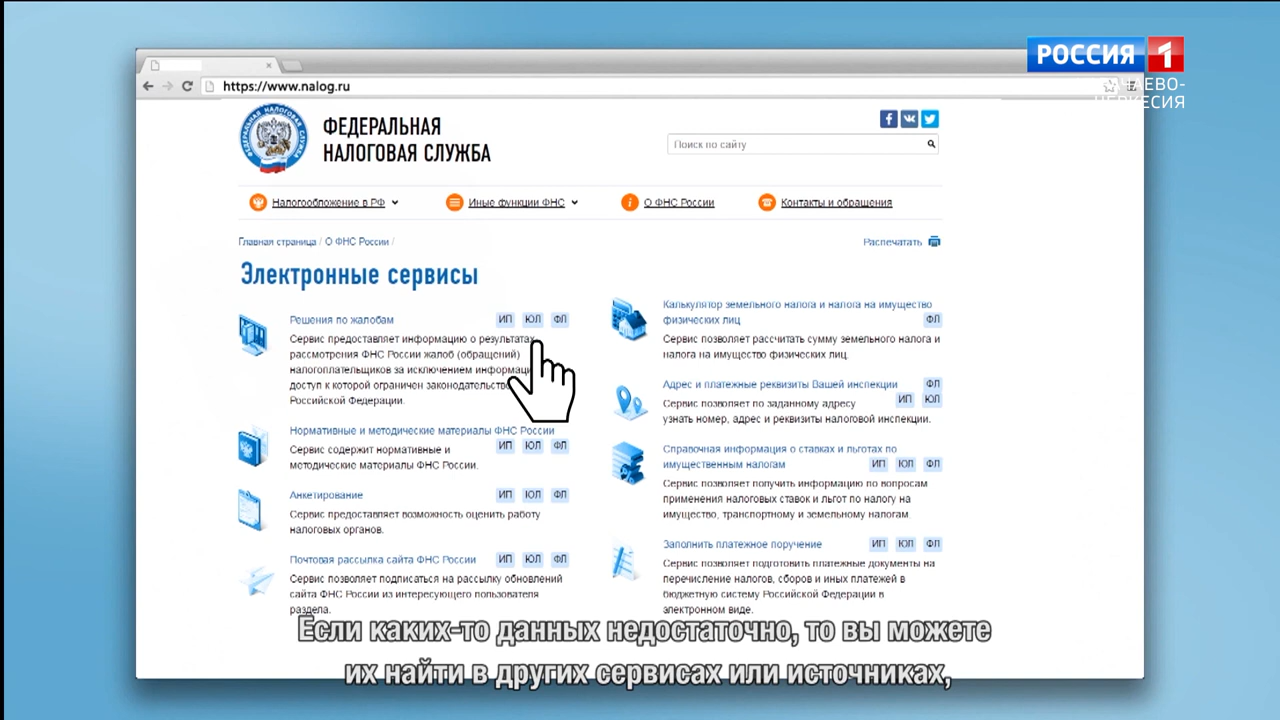 РОССИЯ 1
https://www.nalog.ru
ФЕДЕРАЛЬНАЯ НАЛОГОВАЯ СЛУЖБА
ФЕДЕРАЛЬНАЯ
НАЛОГОВАЯ СЛУЖБА
Поиск по сайту
Налогообложение в РФ
Иные функции ФНС
О ФНС России
Контакты и обращения
Главная страница / О ФНС России /
Распечатать
Электронные сервисы
Решения по жалобам ИП ЮЛ ФЛ
Сервис предоставляет информацию о результатах
рассмотрения ФНС России жалоб (обращений)
налогоплательщиков за исключением
доступ к которой ограничен
Российской Федерации.
Нормативные и методические материалы ФНС России
ИП ЮЛ ФЛ
Сервис содержит нормативные и
методические материалы ФНС России.
Анкетирование ИП ЮЛ ФЛ
Сервис предоставляет возможность оценить работу
налоговых органов.
Почтовая рассылка сайта ФНС России ИП ЮЛ ФЛ
Сервис позволяет подписаться на рассылку обновлений
сайта ФНС России из интересующего пользователя
раздела.
Калькулятор земельного налога и налога на имущество
физических лиц ФЛ
Сервис позволяет рассчитать сумму земельного налога и
налога на имущество физических лиц.
Адрес и платежные реквизиты Вашей инспекции ФЛ
ИП ЮЛ
Сервис позволяет по заданному адресу
узнать номер, адрес и реквизиты налоговой инспекции.
Справочная информация о ставках и льготах по
имущественным налогам ИП ЮЛ ФЛ
Сервис позволяет получить информацию по вопросам
применения налоговых ставок и льгот по налогу на
имущество, транспортному и земельному налогам.
Заполнить платежное поручение ИП ЮЛ ФЛ
Сервис позволяет подготовить платежные документы на
перечисление налогов, сборов и иных платежей в
бюджетную систему Российской Федерации в
электронном виде.
Если каких-то данных недостаточно, то вы можете
их найти в других сервисах или источниках,